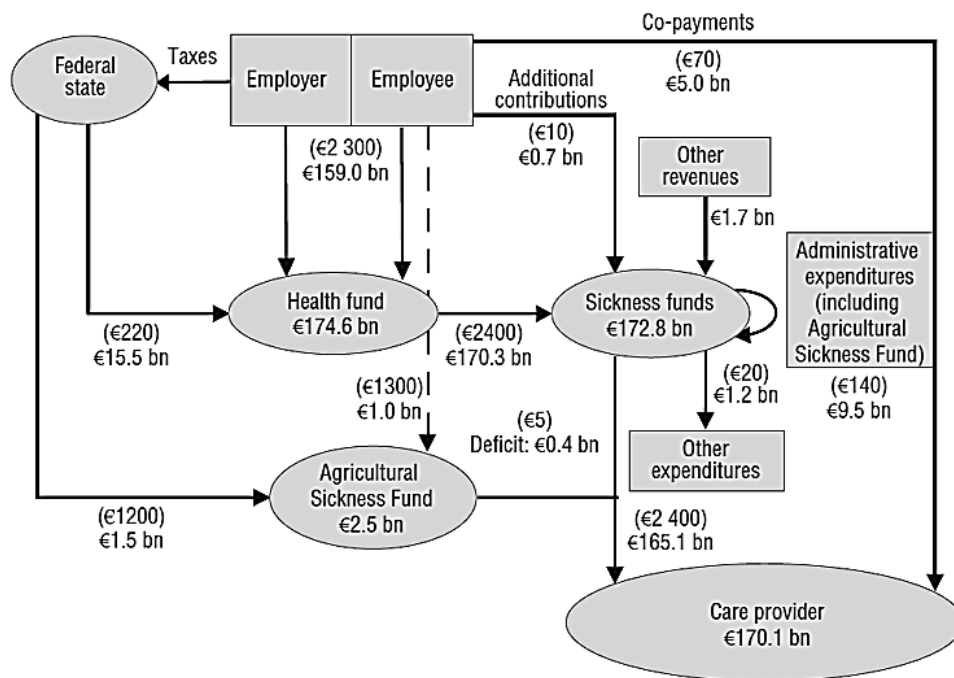 Co-payments
(€70)
€5.0 bn
Federal
state
Taxes
Employer
Employee
Additional
contributions
(€10)
€0.7 bn
(€2 300)
€159.0 bn
Other
revenues
€1.7 bn
Administrative
expenditures
(including
Agricultural
Sickness Fund)
(€140)
€9.5 bn
Health fund
€174.6 bn
Sickness funds
€172.8 bn
(€220)
€15.5 bn
(€2400)
€170.3 bn
(€20)
€1.2 bn
(€1300)
€1.0 bn
(€5)
Deficit: €0.4 bn
Other
expenditures
Agricultural
Sickness Fund
€2.5 bn
(€1200)
€1.5 bn
(€2 400)
€165.1 bn
Care provider
€170.1 bn